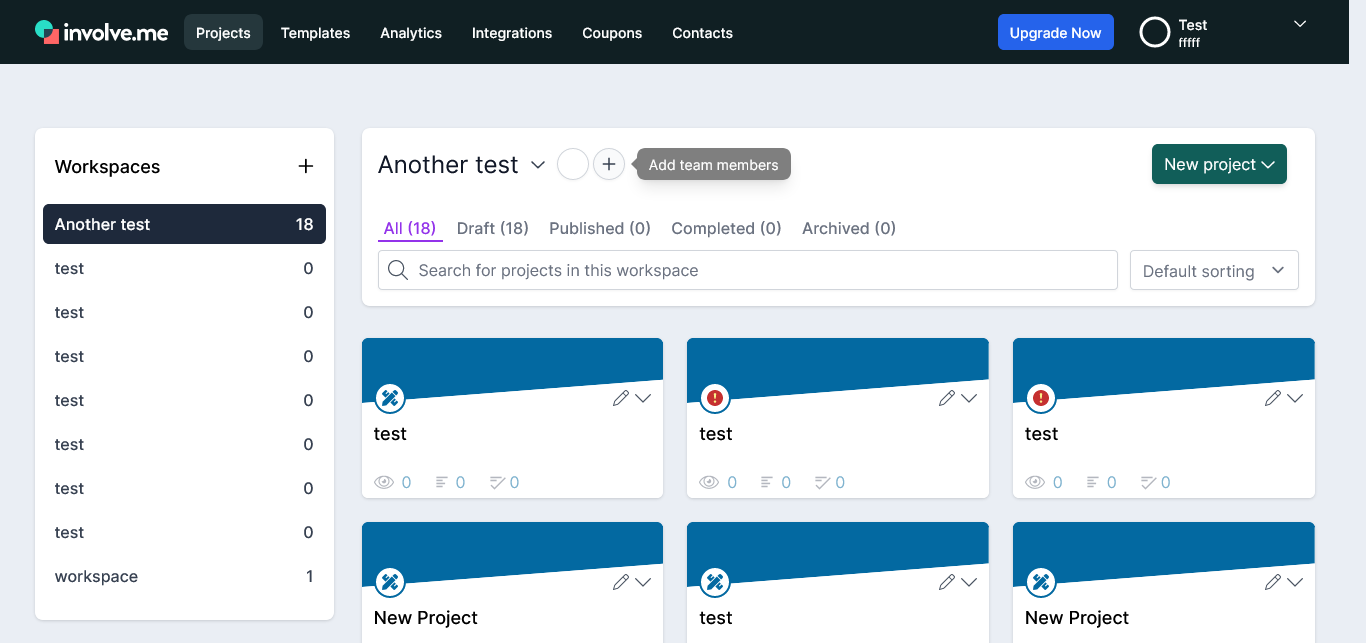 involve.me Projects Templates Analytics Integrations Coupons Contacts Upgrade Now Test
fffff
Workspaces
Another test 18
test 0
test 0
test 0
test 0
test 0
test 0
test 0
workspace 1
Another test Add team members New project
All (18) Draft (18) Published (0) Completed (0) Archived (0)
Search for projects in this workspace Default sorting
test test test
0 0 0 0 0 0 0 0 0
New Project test New Project